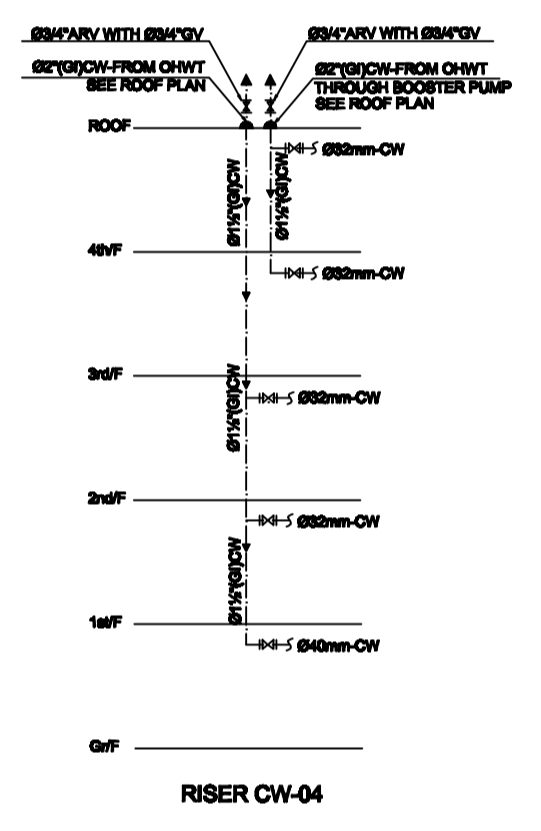 Ø3/4"ARV WITH Ø3/4"GV
Ø3/4"ARV WITH Ø3/4"GV
Ø2"(GI)CW-FROM OHWT
SEE ROOF PLAN
Ø2"(GI)CW-FROM OHWT
THROUGH BOOSTER PUMP
SEE ROOF PLAN
ROOF
Ø32mm-CW
Ø1½"(GI)CW
Ø1½"(GI)CW
4th/F
Ø32mm-CW
3rd/F
Ø32mm-CW
Ø1½"(GI)CW
2nd/F
Ø32mm-CW
Ø1½"(GI)CW
1st/F
Ø40mm-CW
Gr/F
RISER CW-04